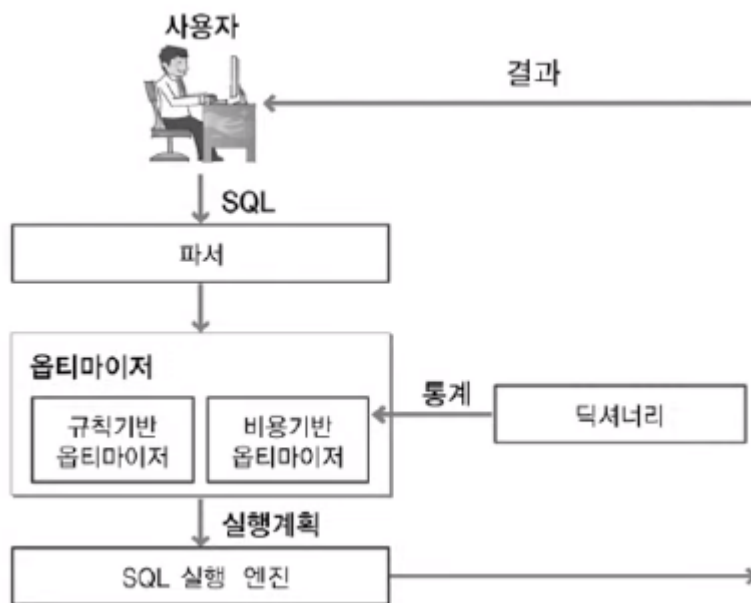 사용자
결과
SQL
파서
옵티마이저
통계
규칙기반
옵티마이저
비용기반
옵티마이저
딕셔너리
실행계획
SQL 실행 엔진